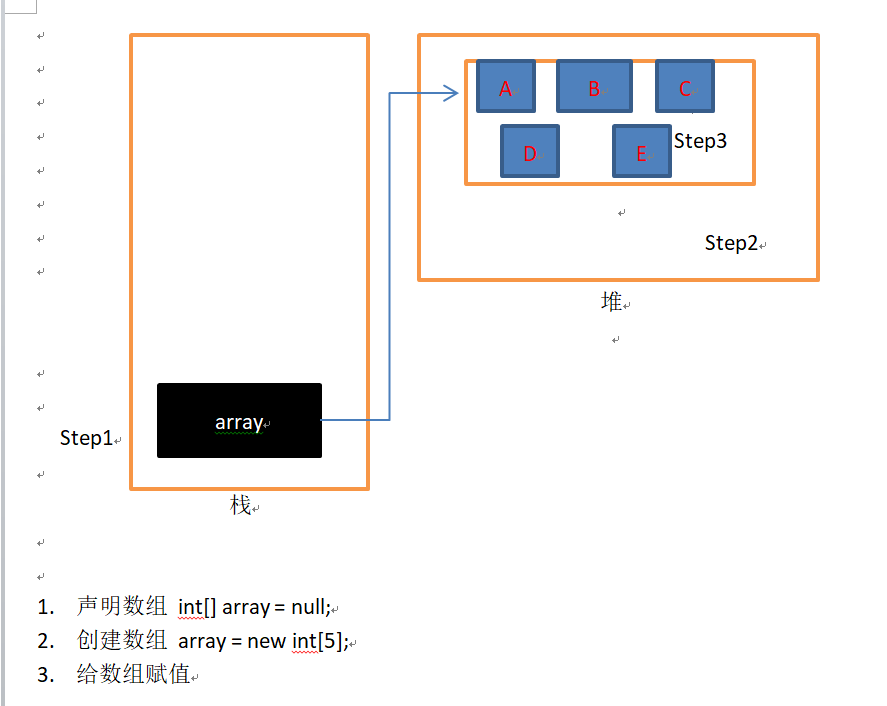 A B C
D E Step3
Step2
堆
array
Step1
栈
1. 声明数组 int[] array = null;
2. 创建数组 array = new int[5];
3. 给数组赋值